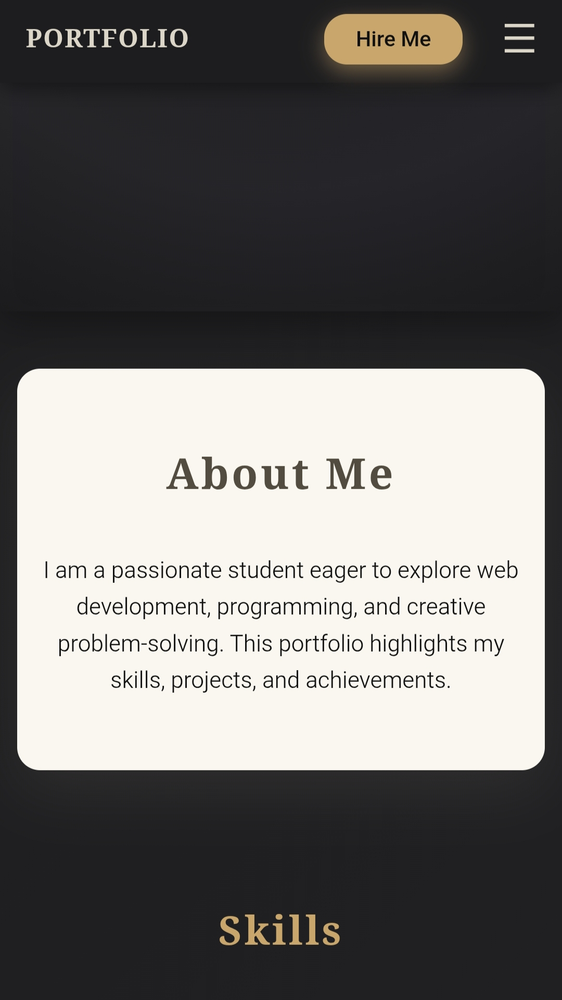 PORTFOLIO
Hire Me
About Me
I am a passionate student eager to explore web
development, programming, and creative
problem-solving. This portfolio highlights my
skills, projects, and achievements.
Skills